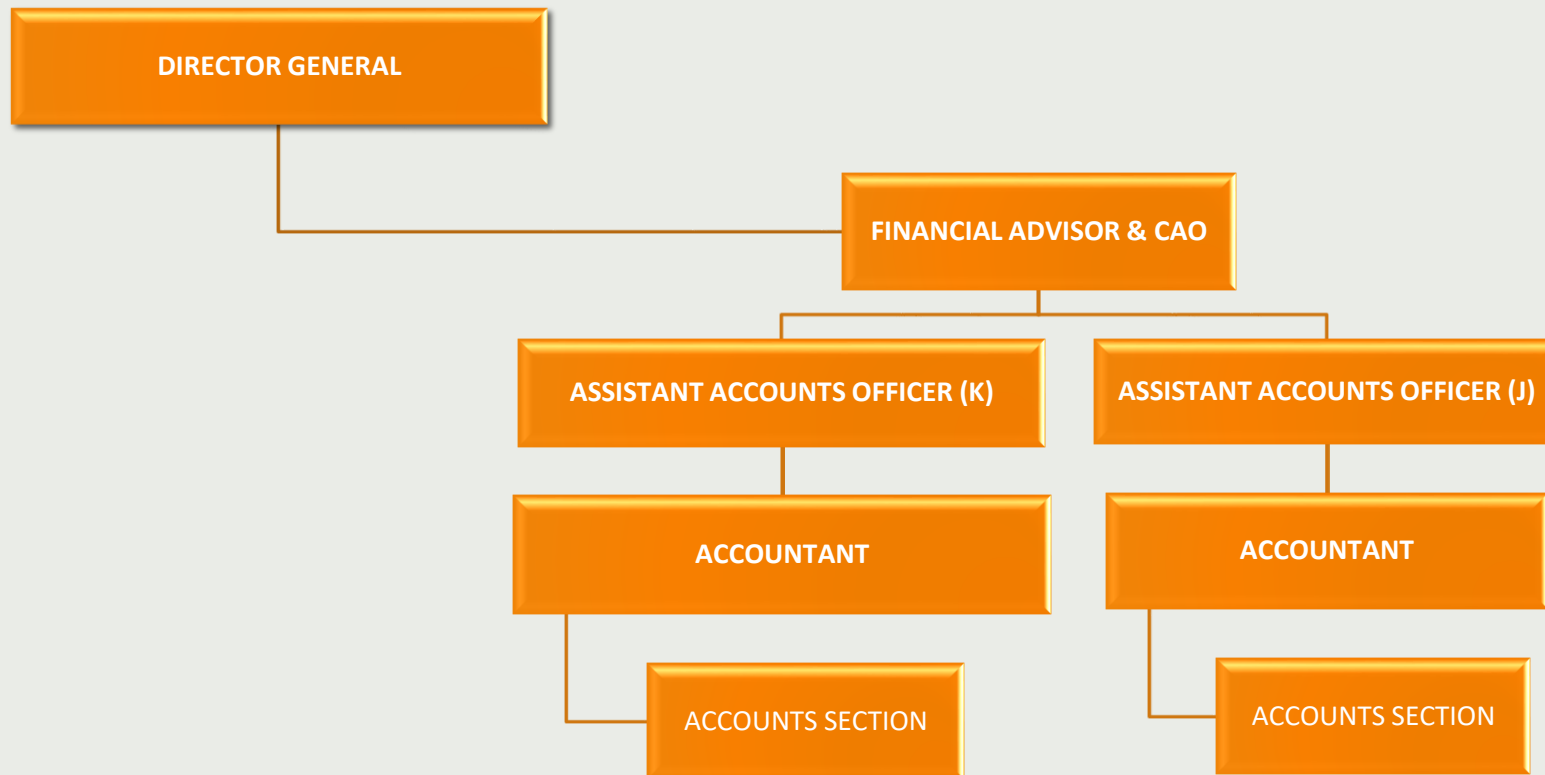 DIRECTOR GENERAL
FINANCIAL ADVISOR & CAO
ASSISTANT ACCOUNTS OFFICER (K)
ASSISTANT ACCOUNTS OFFICER (J)
ACCOUNTANT
ACCOUNTANT
ACCOUNTS SECTION
ACCOUNTS SECTION